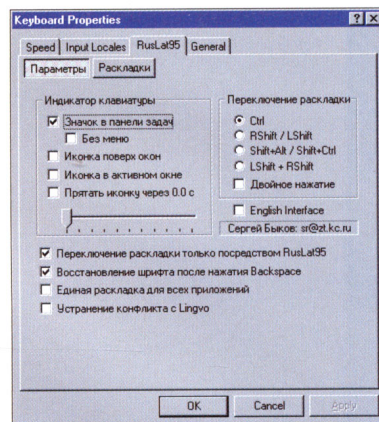 Keyboard Properties
Speed Input Locales RusLat95 General
Параметры Раскладки
Индикатор клавиатуры
Значок в панели задач
Без меню
Иконка поверх окон
Иконка в активном окне
Прятать иконку через 0.0 с
Переключение раскладки
Ctrl
RShift / LShift
Shift+Alt / Shift+Ctrl
LShift + RShift
Двойное нажатие
English Interface
Сергей Быков: sr@zt.kc.ru
Переключение раскладки только посредством RusLat95
Восстановление шрифта после нажатия Backspace
Единая раскладка для всех приложений
Устранение конфликта с Lingvo
OK Cancel Apply